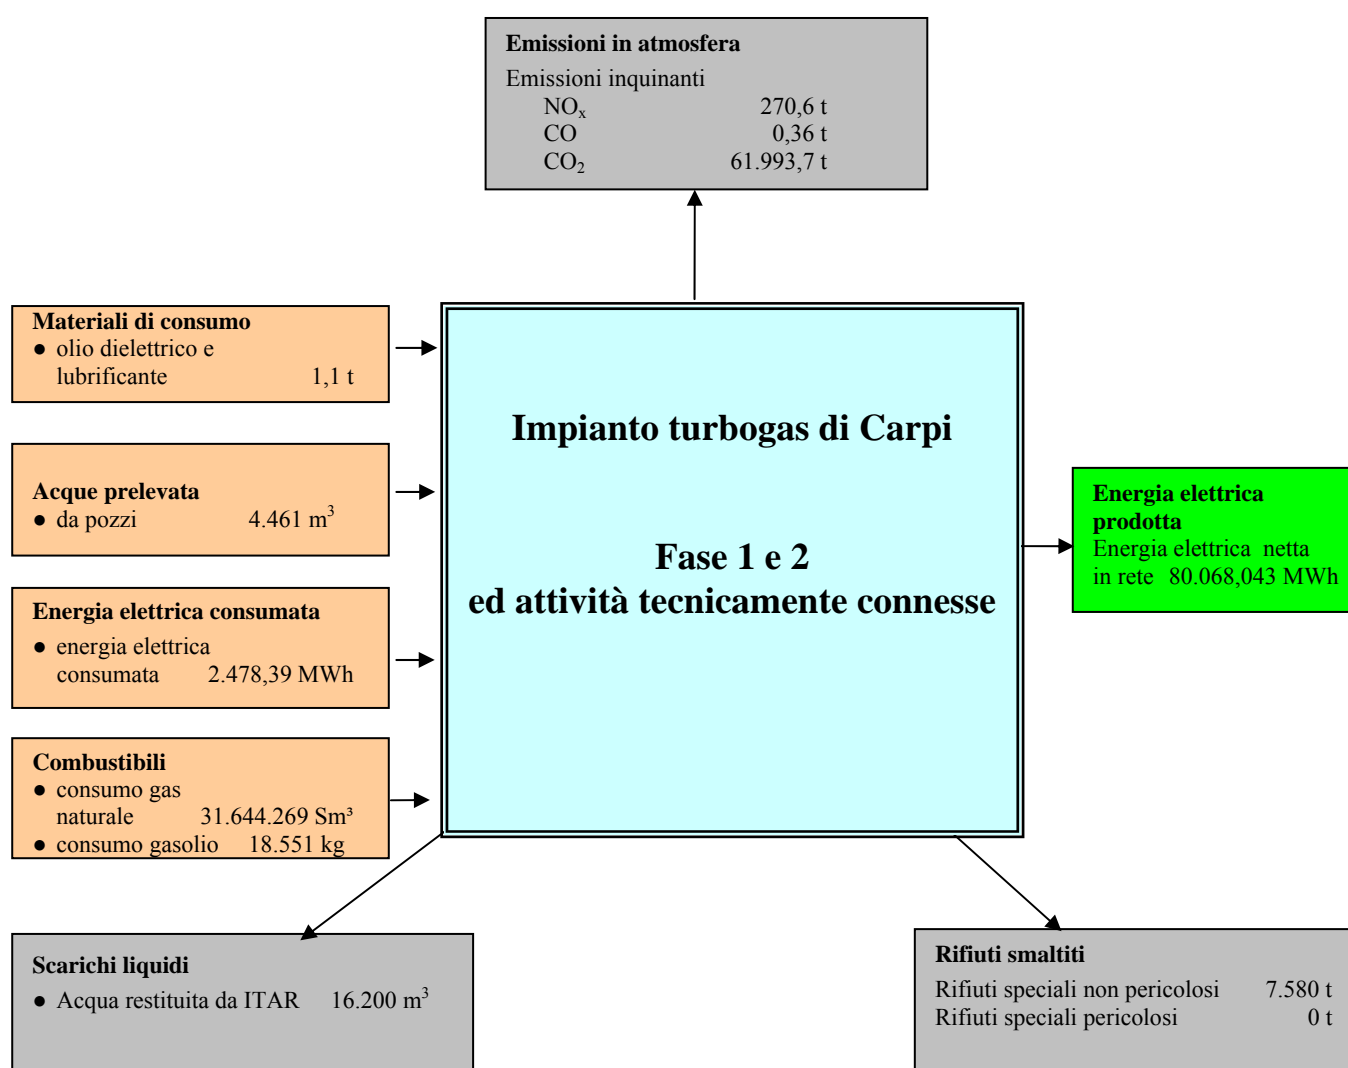 Emissioni in atmosfera
Emissioni inquinanti
NOx 270,6 t
CO 0,36 t
CO2 61.993,7 t
Materiali di consumo
● olio dielettrico e
lubrificante 1,1 t
Acque prelevata
● da pozzi 4.461 m3
Energia elettrica consumata
● energia elettrica
consumata 2.478,39 MWh
Combustibili
● consumo gas
naturale 31.644.269 Sm³
● consumo gasolio 18.551 kg
Impianto turbogas di Carpi
Fase 1 e 2
ed attività tecnicamente connesse
Energia elettrica
prodotta
Energia elettrica netta
in rete 80.068,043 MWh
Scarichi liquidi
● Acqua restituita da ITAR 16.200 m3
Rifiuti smaltiti
Rifiuti speciali non pericolosi 7.580 t
Rifiuti speciali pericolosi 0 t